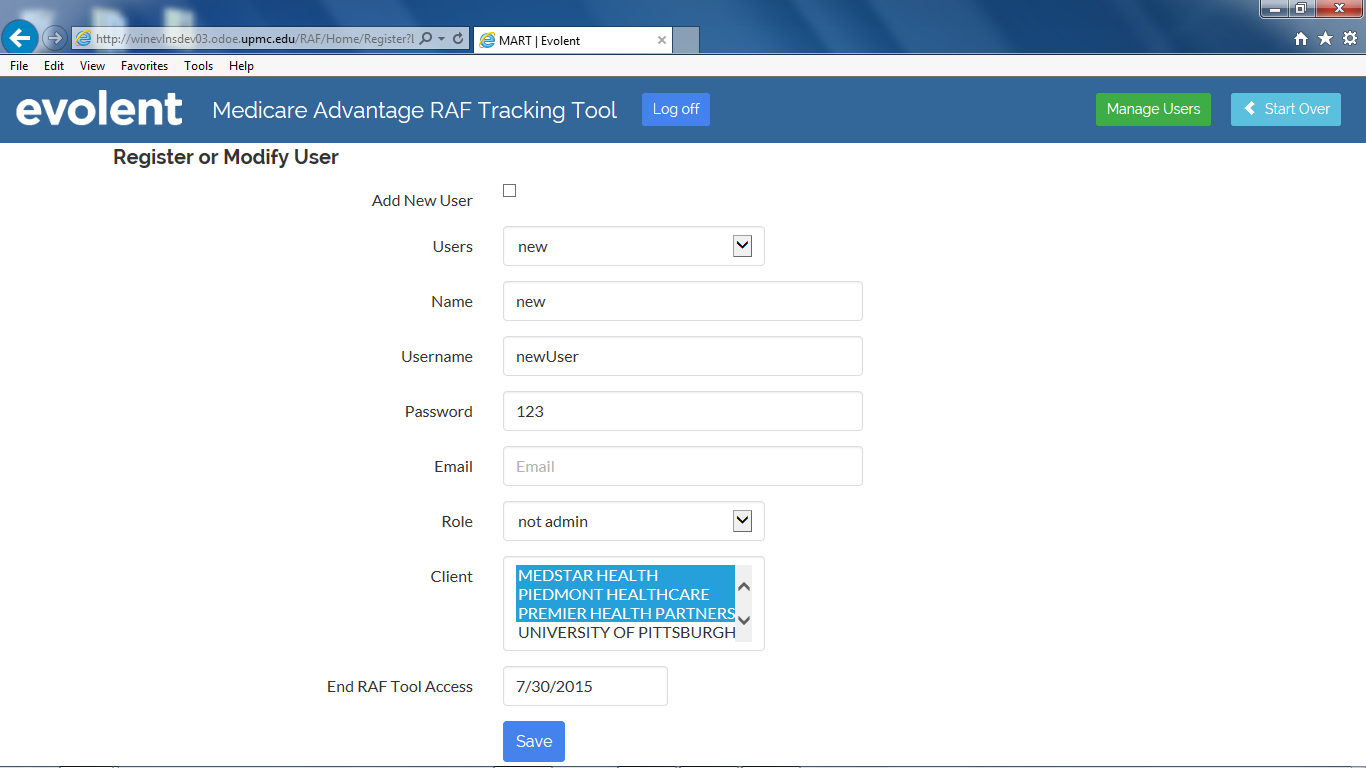 http://winevlnsdev03.odoe.upmc.edu/RAF/Home/Register?l
MART | Evolent
File Edit View Favorites Tools Help
evolent Medicare Advantage RAF Tracking Tool Log off Manage Users Start Over
Register or Modify User
Add New User
Users new
Name new
Username newUser
Password 123
Email Email
Role not admin
Client MEDSTAR HEALTH
PIEDMONT HEALTHCARE
PREMIER HEALTH PARTNERS
UNIVERSITY OF PITTSBURGH
End RAF Tool Access 7/30/2015
Save